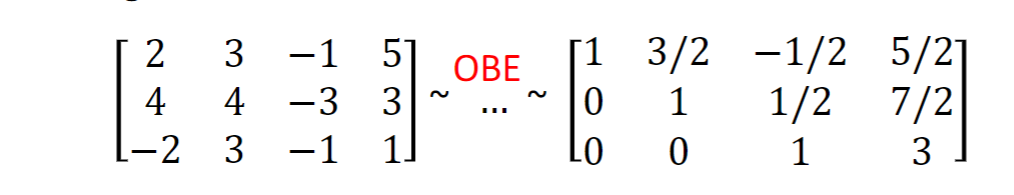 [ 2 3 −1 5 ] OBE [ 1 3/2 −1/2 5/2 ]
[ 4 4 −3 3 ] ~ ... ~ [ 0 1 1/2 7/2 ]
[ −2 3 −1 1 ] [ 0 0 1 3 ]